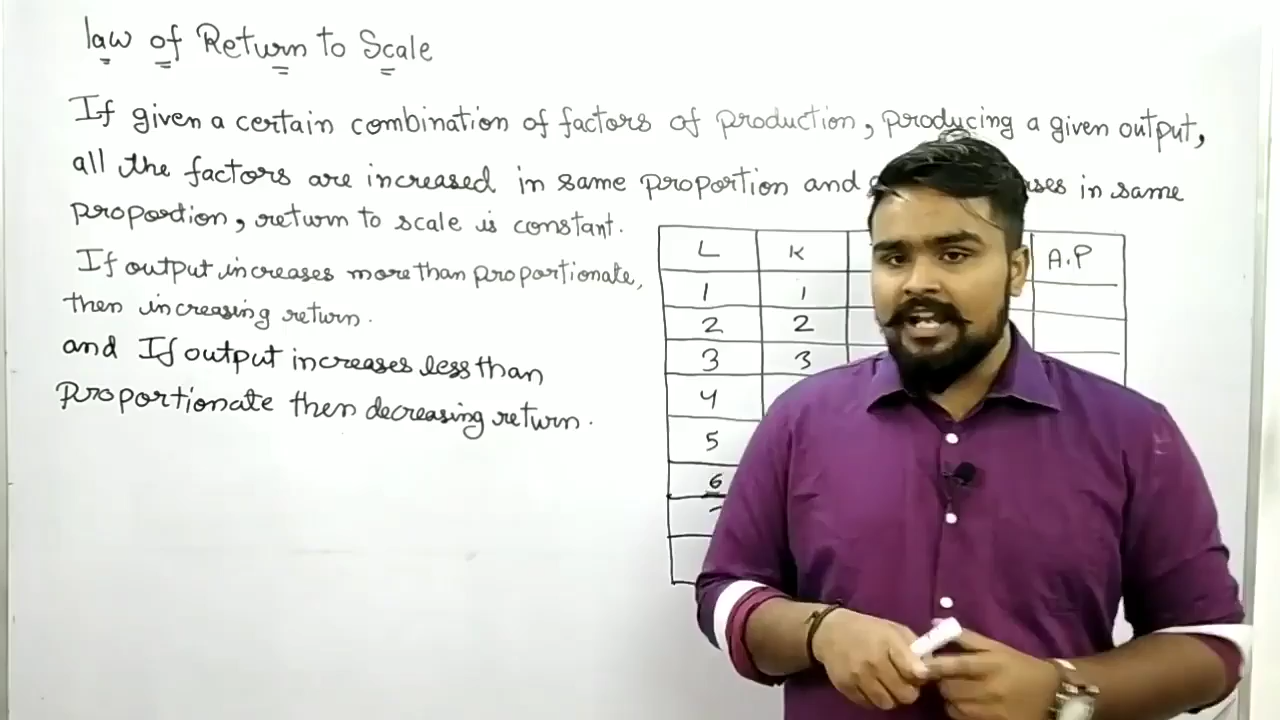 law of Return to Scale
If given a certain combination of factors of production, producing a given output,
all the factors are increased in same proportion and in same
proportion, return to scale is constant.
If output increases more than proportionate,
then increasing return.
and If output increases less than
proportionate then decreasing return.
L K A.P
1 1
2 2
3 3
4
5
6